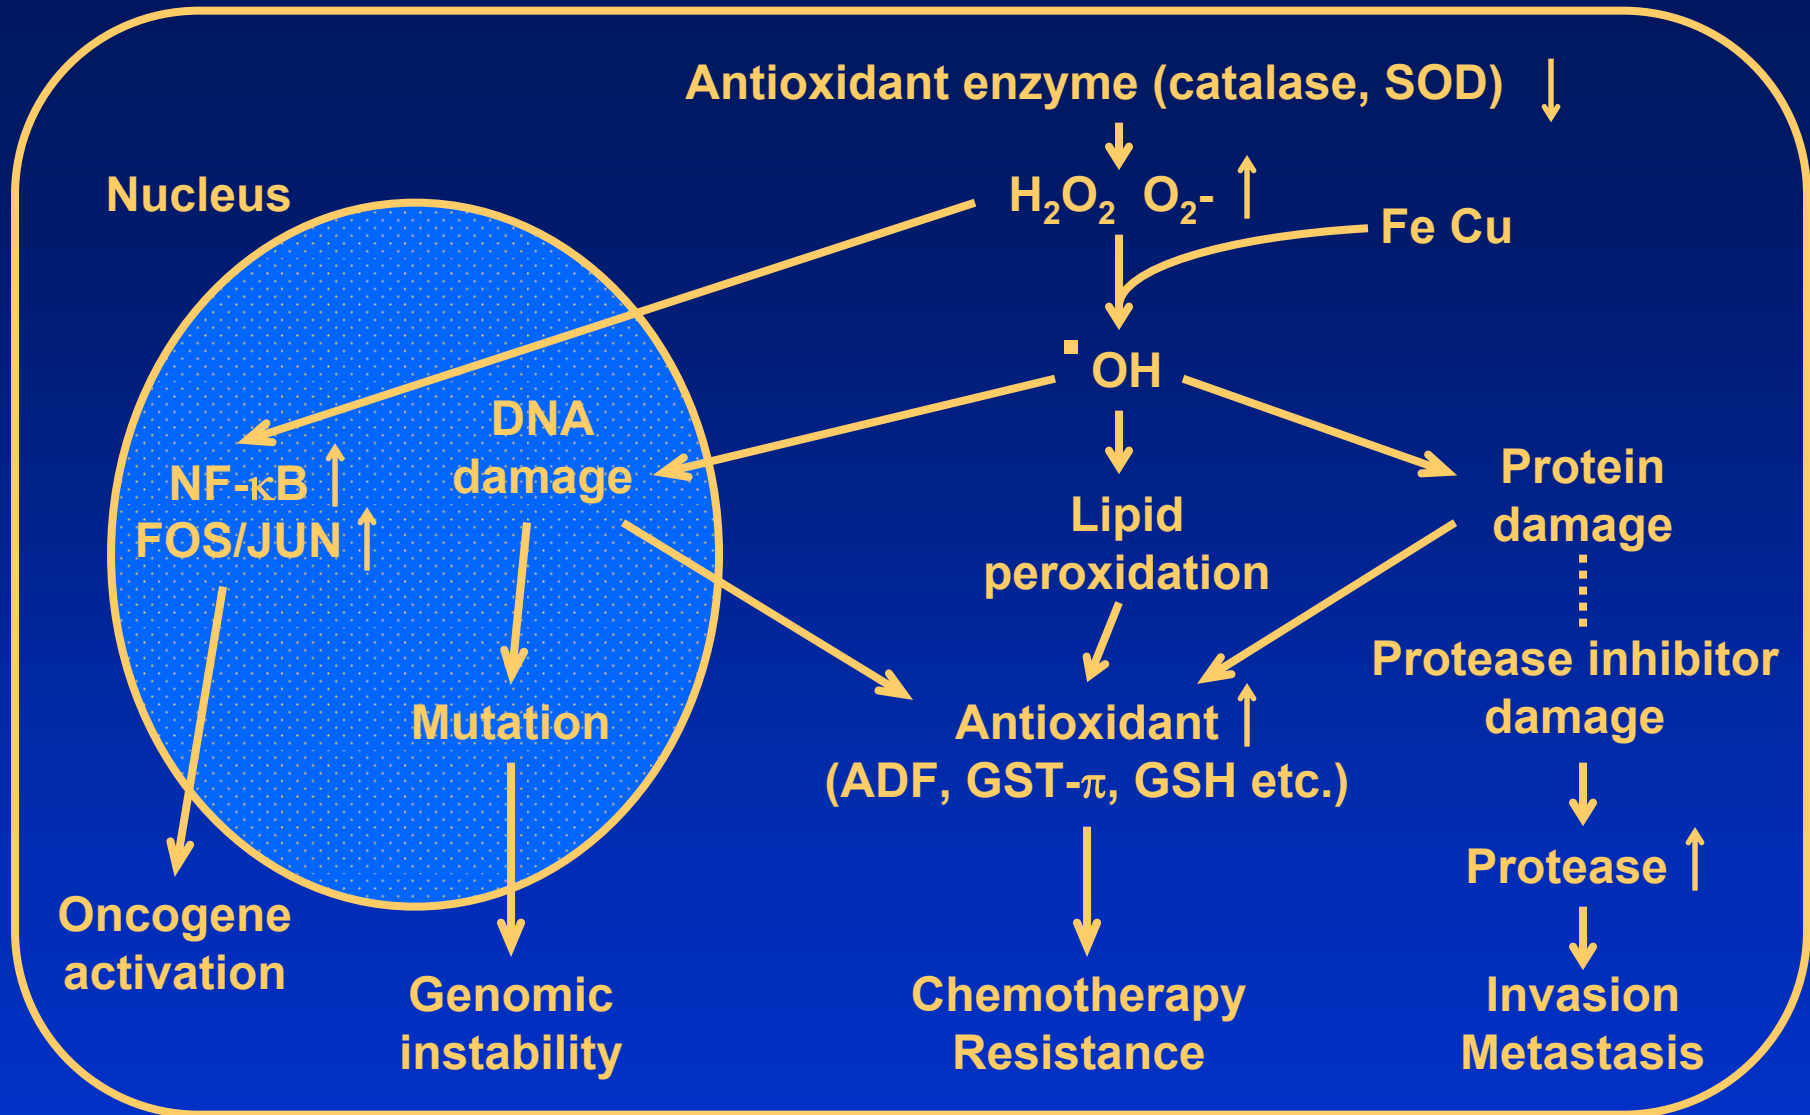 Antioxidant enzyme (catalase, SOD) ↓
Nucleus
H₂O₂ O₂- ↑
Fe Cu
▪OH
DNA
damage
NF-κB ↑
FOS/JUN ↑
Lipid
peroxidation
Protein
damage
Protease inhibitor
damage
Mutation
Antioxidant ↑
(ADF, GST-π, GSH etc.)
Protease ↑
Oncogene
activation
Genomic
instability
Chemotherapy
Resistance
Invasion
Metastasis